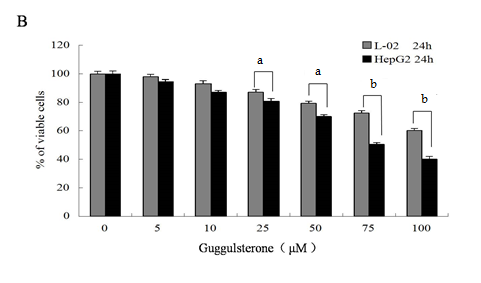 B
120
100
80
60
40
20
0
% of viable cells
L-02 24h
HepG2 24h
a
a
b
b
0 5 10 25 50 75 100
Guggulsterone ( μM )